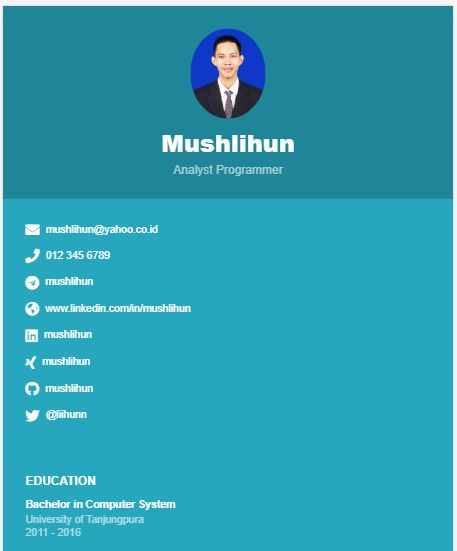 Mushlihun
Analyst Programmer
mushlihun@yahoo.co.id
012 345 6789
mushlihun
www.linkedin.com/in/mushlihun
mushlihun
mushlihun
mushlihun
@liihunn
EDUCATION
Bachelor in Computer System
University of Tanjungpura
2011 - 2016